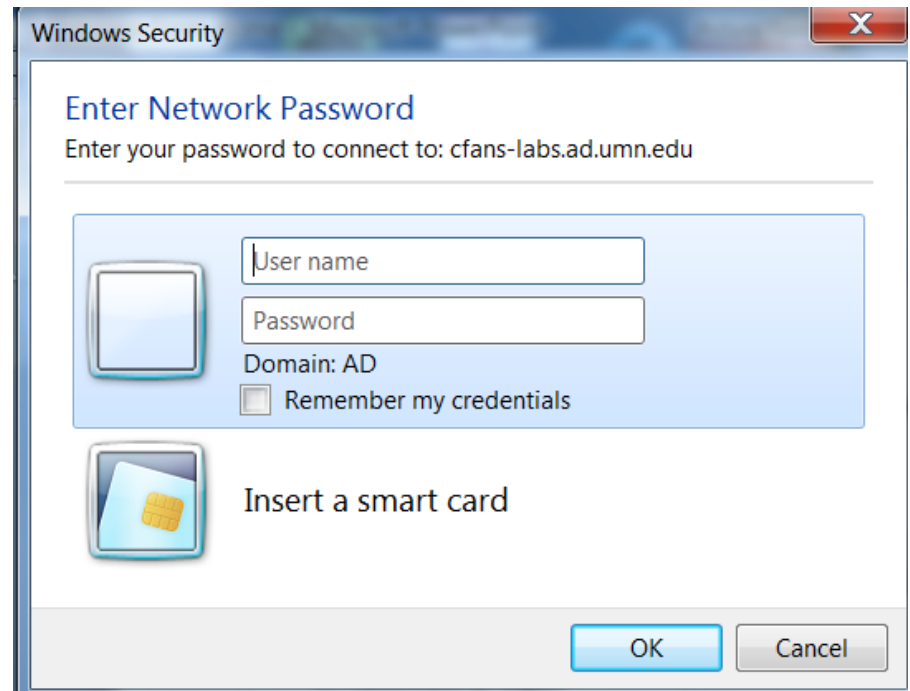 Windows Security
Enter Network Password
Enter your password to connect to: cfans-labs.ad.umn.edu
User name
Password
Domain: AD
Remember my credentials
Insert a smart card
OK
Cancel